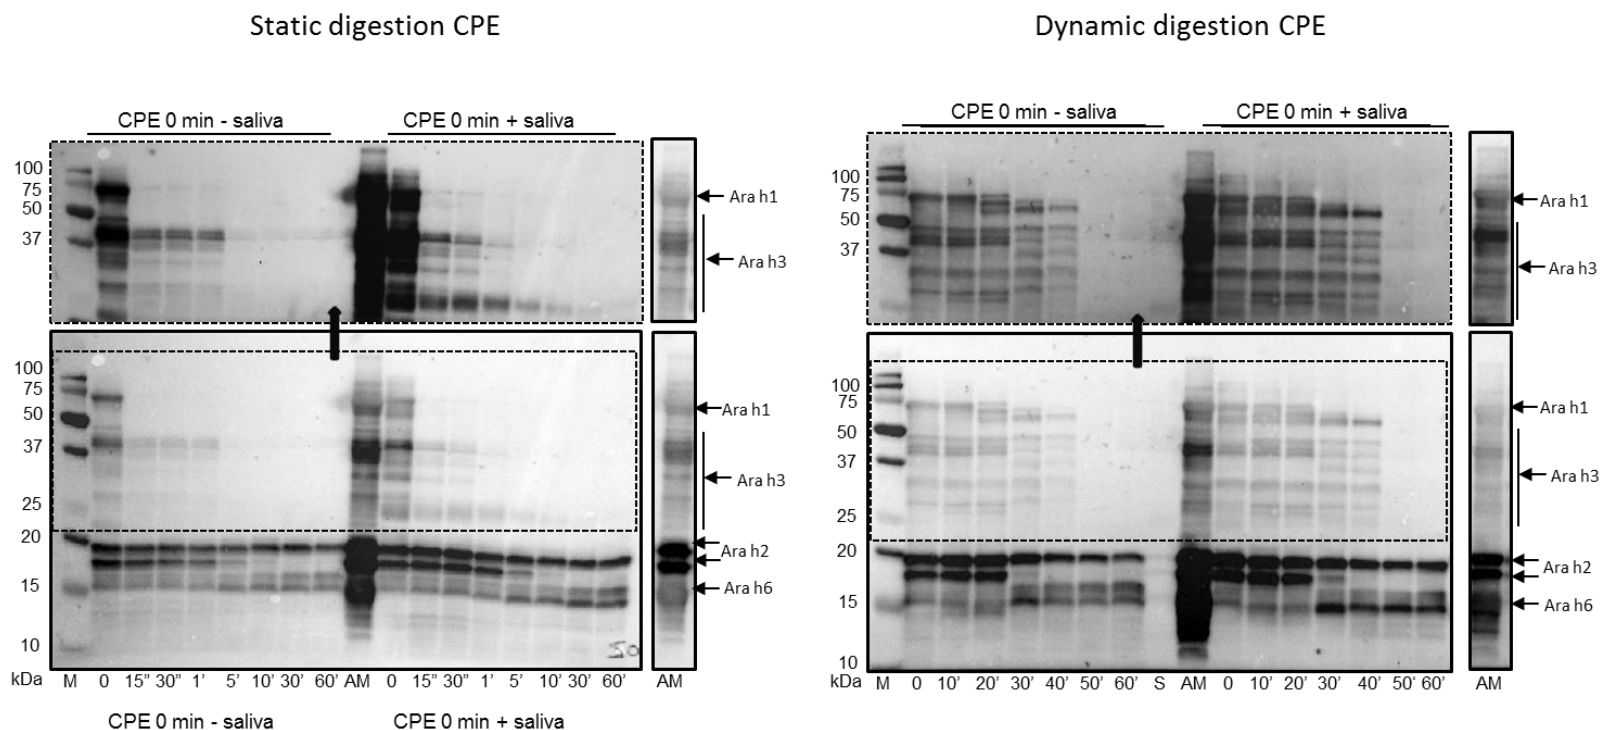 Static digestion CPE
Dynamic digestion CPE
CPE 0 min - saliva
CPE 0 min + saliva
100
75
50
37
Ara h1
Ara h3
100
75
50
37
25
20
15
10
kDa
Ara h1
Ara h3
Ara h2
Ara h6
50
M 0 15” 30” 1’ 5’ 10’ 30’ 60’ AM 0 15” 30” 1’ 5’ 10’ 30’ 60’ AM
CPE 0 min - saliva
CPE 0 min + saliva
CPE 0 min - saliva
CPE 0 min + saliva
100
75
50
37
Ara h1
Ara h3
100
75
50
37
25
20
15
10
kDa
Ara h1
Ara h3
Ara h2
Ara h6
M 0 10’ 20’ 30’ 40’ 50’ 60’ S AM 0 10’ 20’ 30’ 40’ 50’ 60’ AM